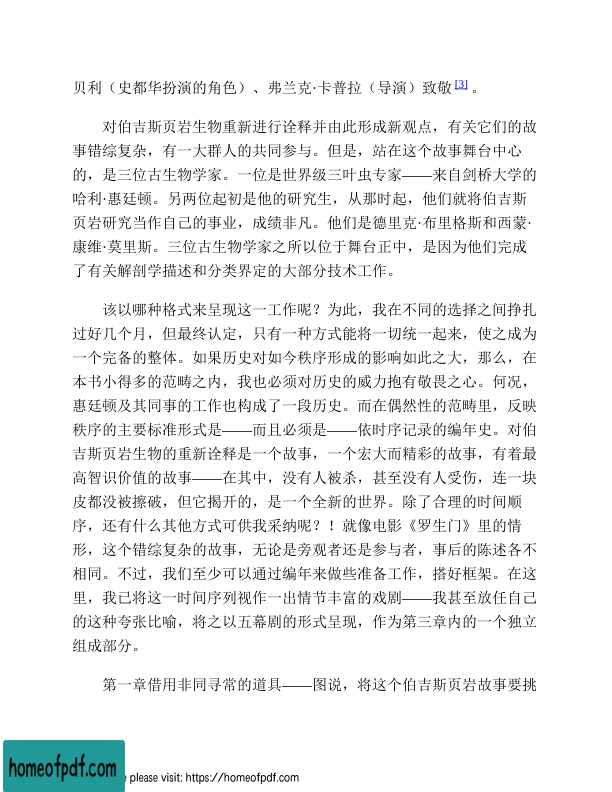 贝利（史都华扮演的角色）、弗兰克·卡普拉（导演）致敬[3]。
对伯吉斯页岩生物重新进行诠释并由此形成新观点，有关它们的故
事错综复杂，有一大群人的共同参与。但是，站在这个故事舞台中心
的，是三位古生物学家。一位是世界级三叶虫专家——来自剑桥大学的
哈利·惠廷顿。另两位起初是他的研究生，从那时起，他们就将伯吉斯
页岩研究当作自己的事业，成绩非凡。他们是德里克·布里格斯和西蒙·
康维·莫里斯。三位古生物学家之所以位于舞台正中，是因为他们完成
了有关解剖学描述和分类界定的大部分技术工作。
该以哪种格式来呈现这一工作呢？为此，我在不同的选择之间挣扎
过好几个月，但最终认定，只有一种方式能将一切统一起来，使之成为
一个完备的整体。如果历史对如今秩序形成的影响如此之大，那么，在
本书小得多的范畴之内，我也必须对历史的威力抱有敬畏之心。何况，
惠廷顿及其同事的工作也构成了一段历史。而在偶然性的范畴里，反映
秩序的主要标准形式是——而且必须是——依时序记录的编年史。对伯
吉斯页岩生物的重新诠释是一个故事，一个宏大而精彩的故事，有着最
高智识价值的故事——在其中，没有人被杀，甚至没有人受伤，连一块
皮都没被擦破，但它揭开的，是一个全新的世界。除了合理的时间顺
序，还有什么其他方式可供我采纳呢？！就像电影《罗生门》里的情
形，这个错综复杂的故事，无论是旁观者还是参与者，事后的陈述各不
相同。不过，我们至少可以通过编年来做些准备工作，搭好框架。在这
里，我已将这一时间序列视作一出情节丰富的戏剧——我甚至放任自己
的这种夸张比喻，将之以五幕剧的形式呈现，作为第三章内的一个独立
组成部分。
第一章借用非同寻常的道具——图说，将这个伯吉斯页岩故事要挑
homeofpdf.com
e please visit: https://homeofpdf.com